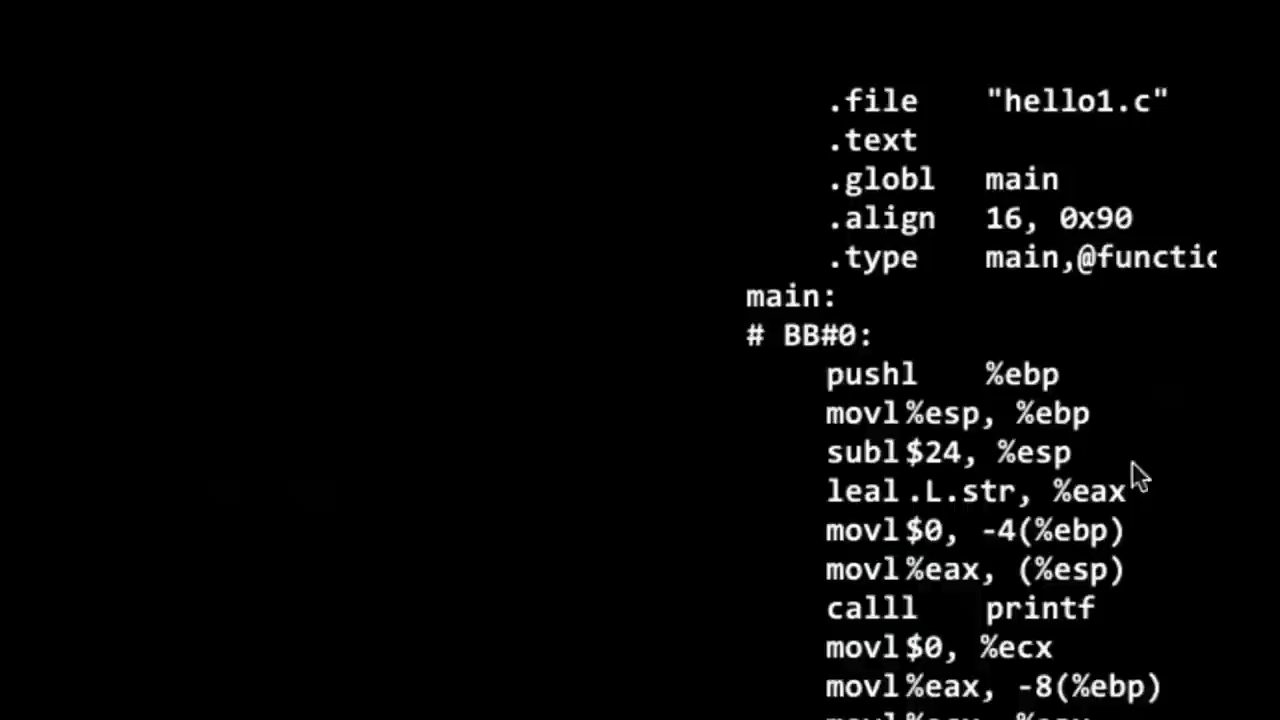 .file "hello1.c"
.text
.globl main
.align 16, 0x90
.type main,@functio
main:
# BB#0:
pushl %ebp
movl %esp, %ebp
subl $24, %esp
leal .L.str, %eax
movl $0, -4(%ebp)
movl %eax, (%esp)
calll printf
movl $0, %ecx
movl %eax, -8(%ebp)